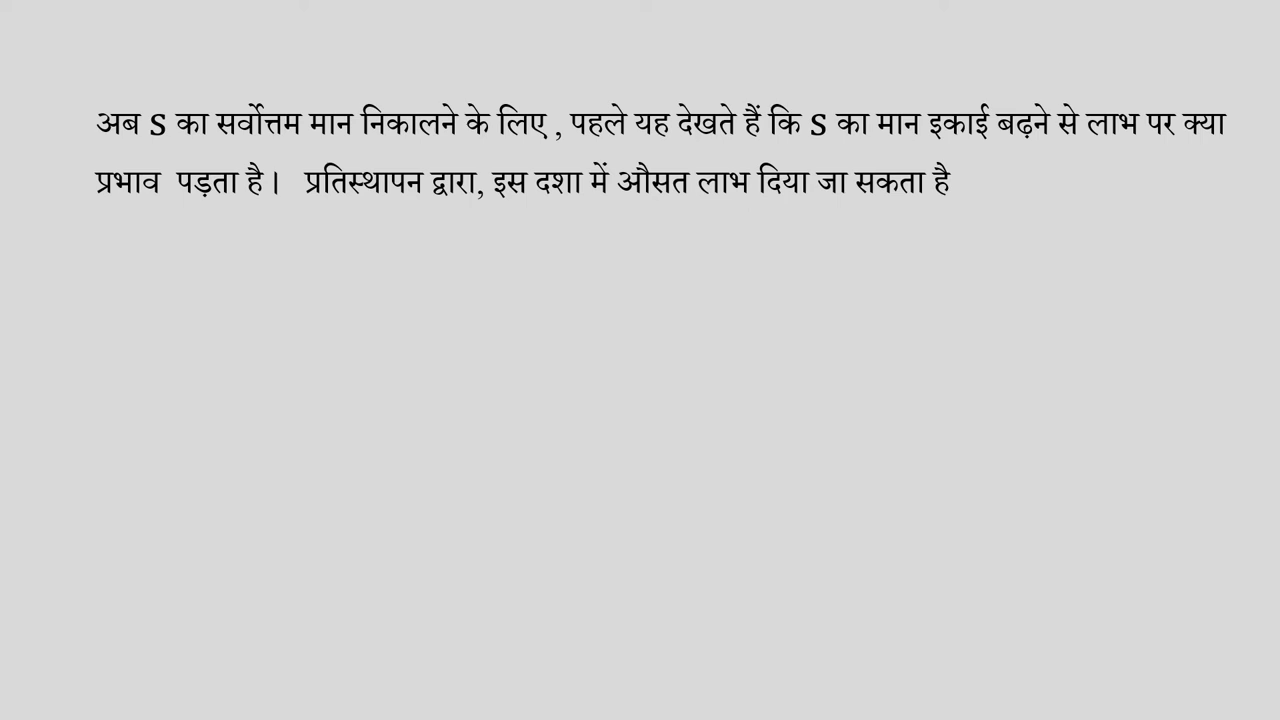 अब s का सर्वोत्तम मान निकालने के लिए , पहले यह देखते हैं कि s का मान इकाई बढ़ने से लाभ पर क्या
प्रभाव पड़ता है। प्रतिस्थापन द्वारा, इस दशा में औसत लाभ दिया जा सकता है